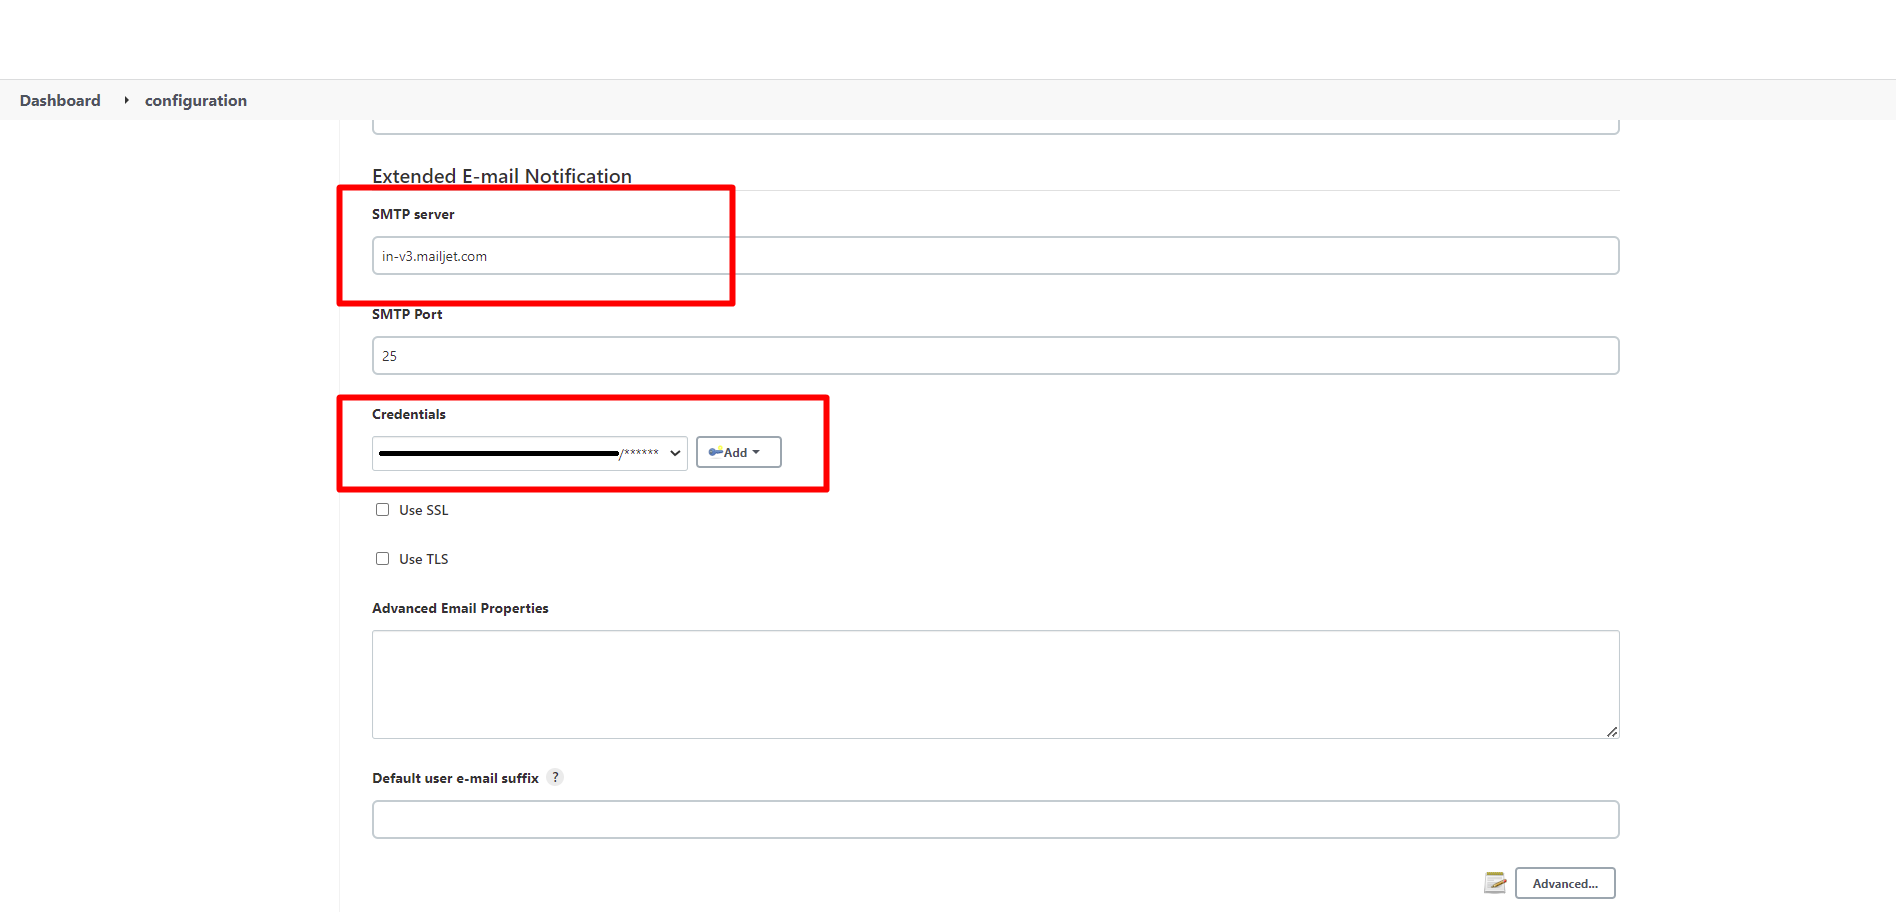 Dashboard configuration
Extended E-mail Notification
SMTP server
in-v3.mailjet.com
SMTP Port
25
Credentials
/****** Add
Use SSL
Use TLS
Advanced Email Properties
Default user e-mail suffix ?
Advanced...